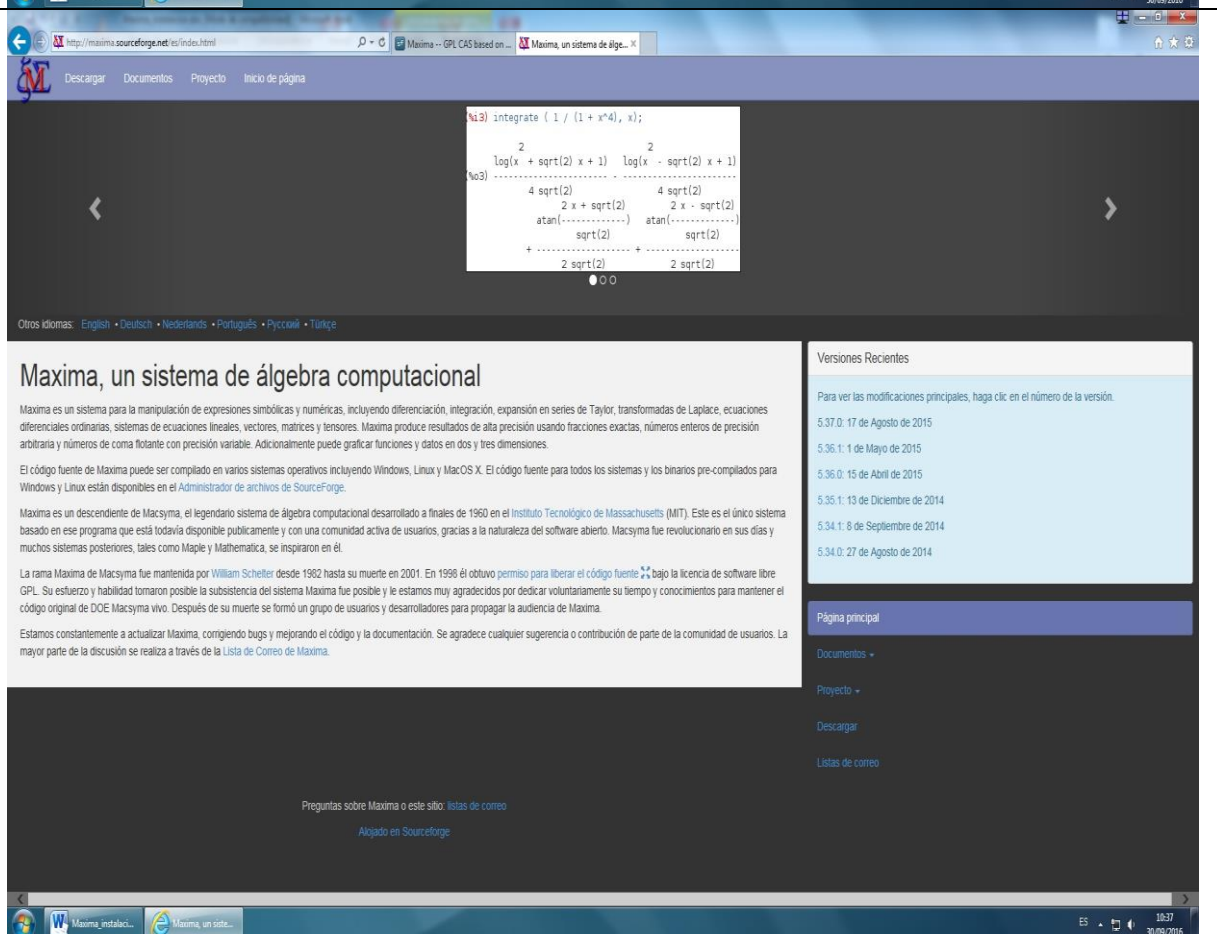 30/09/2016
http://maxima.sourceforge.net/es/index.html
Maxima -- GPL CAS based on ...
Maxima, un sistema de álge...
Descargar Documentos Proyecto Inicio de página
(%i3) integrate ( 1 / (1 + x^4), x);
2 2
log(x + sqrt(2) x + 1) log(x - sqrt(2) x + 1)
(%o3) ----------------------- - -----------------------
4 sqrt(2) 4 sqrt(2)
2 x + sqrt(2) 2 x - sqrt(2)
atan(-------------) atan(-------------)
sqrt(2) sqrt(2)
+ ------------------- + -------------------
2 sqrt(2) 2 sqrt(2)
Otros idiomas: English • Deutsch • Nederlands • Português • Русский • Türkçe
Maxima, un sistema de álgebra computacional
Maxima es un sistema para la manipulación de expresiones simbólicas y numéricas, incluyendo diferenciación, integración, expansión en series de Taylor, transformadas de Laplace, ecuaciones
diferenciales ordinarias, sistemas de ecuaciones lineales, vectores, matrices y tensores. Maxima produce resultados de alta precisión usando fracciones exactas, números enteros de precisión
arbitraria y números de coma flotante con precisión variable. Adicionalmente puede graficar funciones y datos en dos y tres dimensiones.
El código fuente de Maxima puede ser compilado en varios sistemas operativos incluyendo Windows, Linux y MacOS X. El código fuente para todos los sistemas y los binarios pre-compilados para
Windows y Linux están disponibles en el Administrador de archivos de SourceForge.
Maxima es un descendiente de Macsyma, el legendario sistema de álgebra computacional desarrollado a finales de 1960 en el Instituto Tecnológico de Massachusetts (MIT). Este es el único sistema
basado en ese programa que está todavía disponible publicamente y con una comunidad activa de usuarios, gracias a la naturaleza del software abierto. Macsyma fue revolucionario en sus días y
muchos sistemas posteriores, tales como Maple y Mathematica, se inspiraron en él.
La rama Maxima de Macsyma fue mantenida por William Schelter desde 1982 hasta su muerte en 2001. En 1998 él obtuvo permiso para liberar el código fuente bajo la licencia de software libre
GPL. Su esfuerzo y habilidad tornaron posible la subsistencia del sistema Maxima fue posible y le estamos muy agradecidos por dedicar voluntariamente su tiempo y conocimientos para mantener el
código original de DOE Macsyma vivo. Después de su muerte se formó un grupo de usuarios y desarrolladores para propagar la audiencia de Maxima.
Estamos constantemente a actualizar Maxima, corrigiendo bugs y mejorando el código y la documentación. Se agradece cualquier sugerencia o contribución de parte de la comunidad de usuarios. La
mayor parte de la discusión se realiza a través de la Lista de Correo de Maxima.
Versiones Recientes
Para ver las modificaciones principales, haga clic en el número de la versión.
5.37.0: 17 de Agosto de 2015
5.36.1: 1 de Mayo de 2015
5.36.0: 15 de Abril de 2015
5.35.1: 13 de Diciembre de 2014
5.34.1: 8 de Septiembre de 2014
5.34.0: 27 de Agosto de 2014
Página principal
Documentos
Proyecto
Descargar
Listas de correo
Preguntas sobre Maxima o este sitio: listas de correo
Alojado en Sourceforge
Maxima_instalaci...
Maxima, un siste...
ES
10:37
30/09/2016